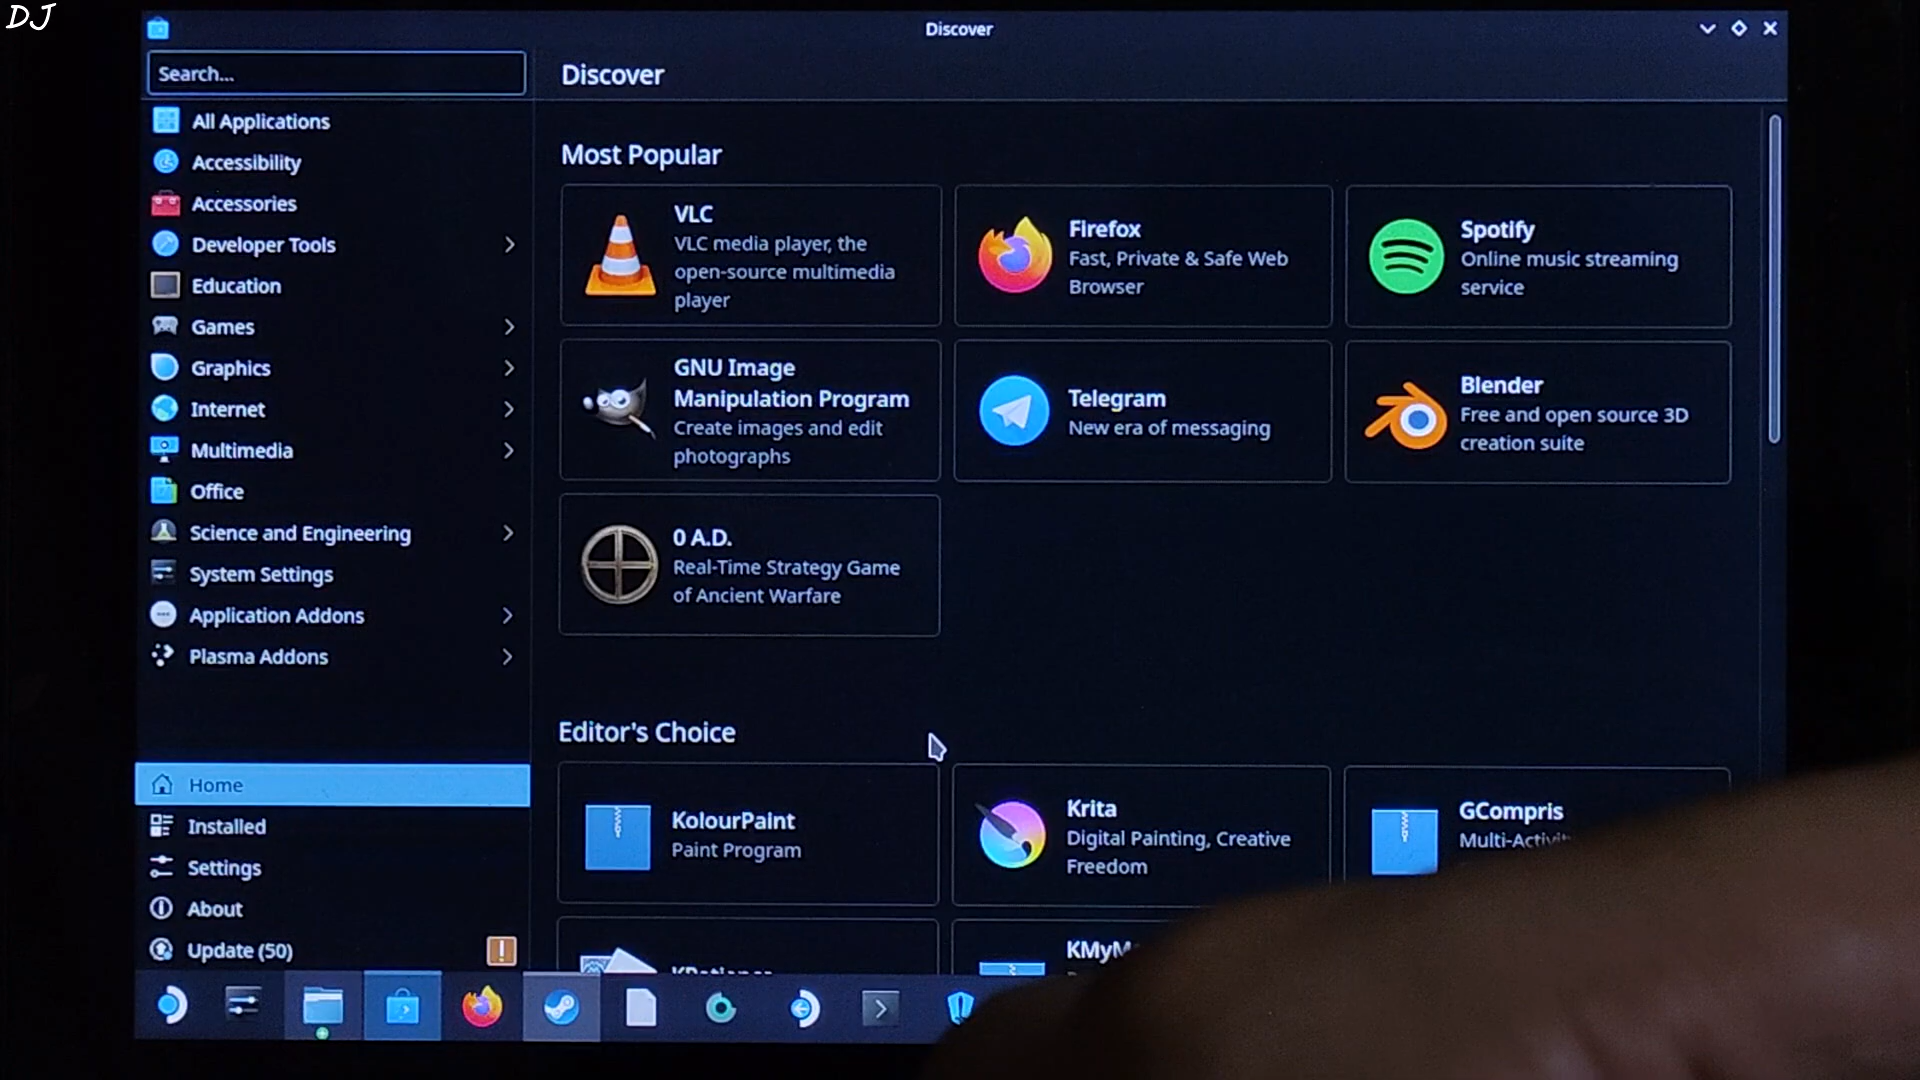 DJ
Discover
Search...
Discover
All Applications
Accessibility
Accessories
Developer Tools
Education
Games
Graphics
Internet
Multimedia
Office
Science and Engineering
System Settings
Application Addons
Plasma Addons
Home
Installed
Settings
About
Update (50)
Most Popular
VLC
VLC media player, the
open-source multimedia
player
Firefox
Fast, Private & Safe Web
Browser
Spotify
Online music streaming
service
GNU Image
Manipulation Program
Create images and edit
photographs
Telegram
New era of messaging
Blender
Free and open source 3D
creation suite
0 A.D.
Real-Time Strategy Game
of Ancient Warfare
Editor's Choice
KolourPaint
Paint Program
Krita
Digital Painting, Creative
Freedom
GCompris